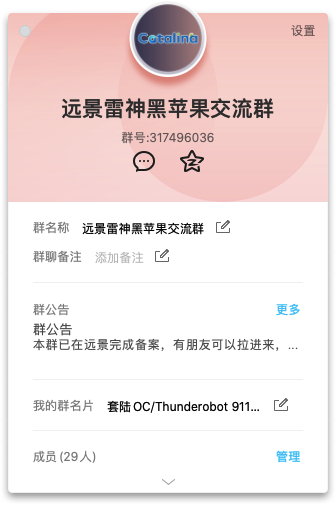 设置
Catalina
远景雷神黑苹果交流群
群号:317496036
群名称 远景雷神黑苹果交流群
群聊备注 添加备注
群公告 更多
群公告
本群已在远景完成备案，有朋友可以拉进来，...
我的群名片 套陆 OC/Thunderobot 911...
成员 (29人) 管理